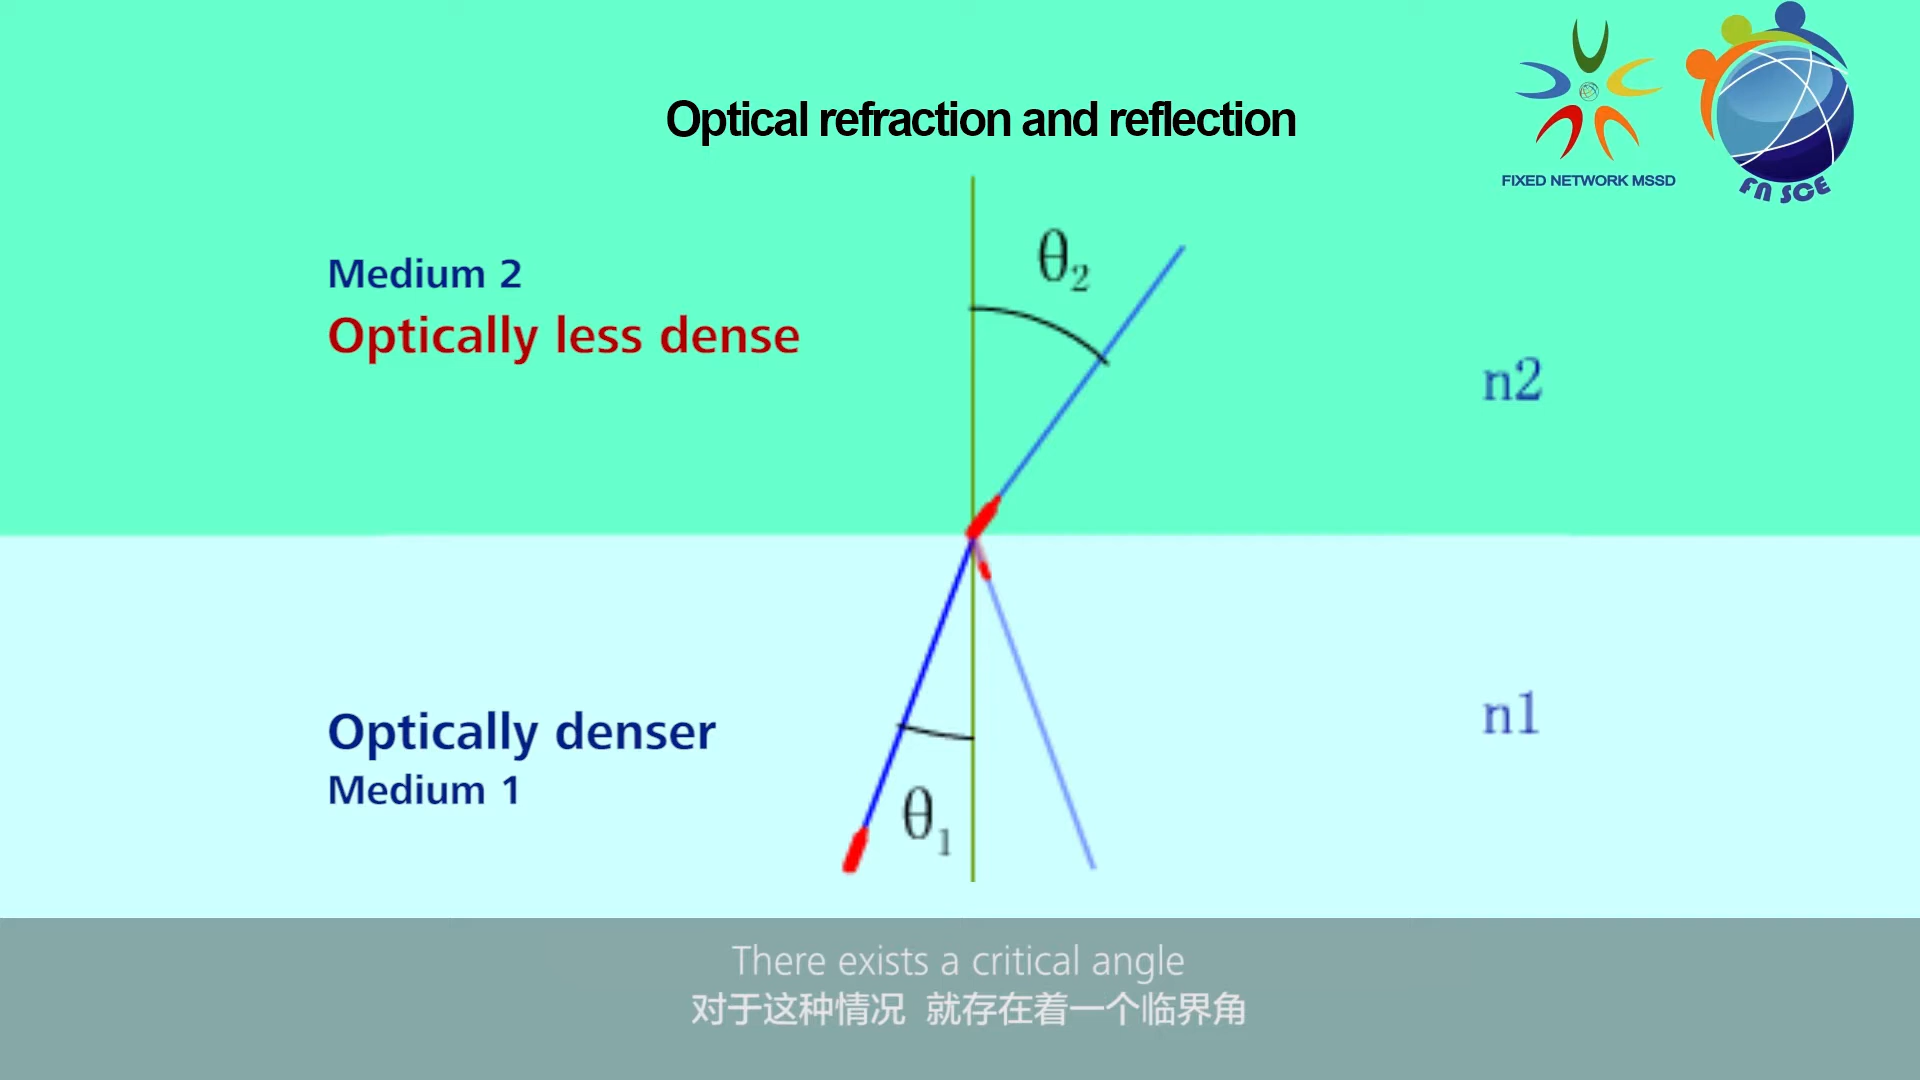 Optical refraction and reflection
FIXED NETWORK MSSD
FN SCE
θ2
Medium 2
Optically less dense
n2
Optically denser
n1
Medium 1
θ1
There exists a critical angle
对于这种情况 就存在着一个临界角